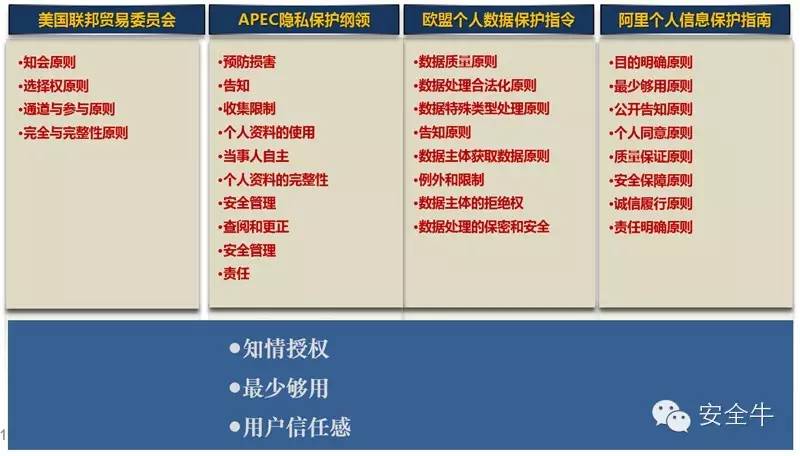 美国联邦贸易委员会
•知会原则
•选择权原则
•通道与参与原则
•完全与完整性原则
APEC隐私保护纲领
•预防损害
•告知
•收集限制
•个人资料的使用
•当事人自主
•个人资料的完整性
•安全管理
•查阅和更正
•安全管理
•责任
欧盟个人数据保护指令
•数据质量原则
•数据处理合法化原则
•数据特殊类型处理原则
•告知原则
•数据主体获取数据原则
•例外和限制
•数据主体的拒绝权
•数据处理的保密和安全
阿里个人信息保护指南
•目的明确原则
•最少够用原则
•公开告知原则
•个人同意原则
•质量保证原则
•安全保障原则
•诚信履行原则
•责任明确原则
•知情授权
•最少够用
•用户信任感
安全牛
1